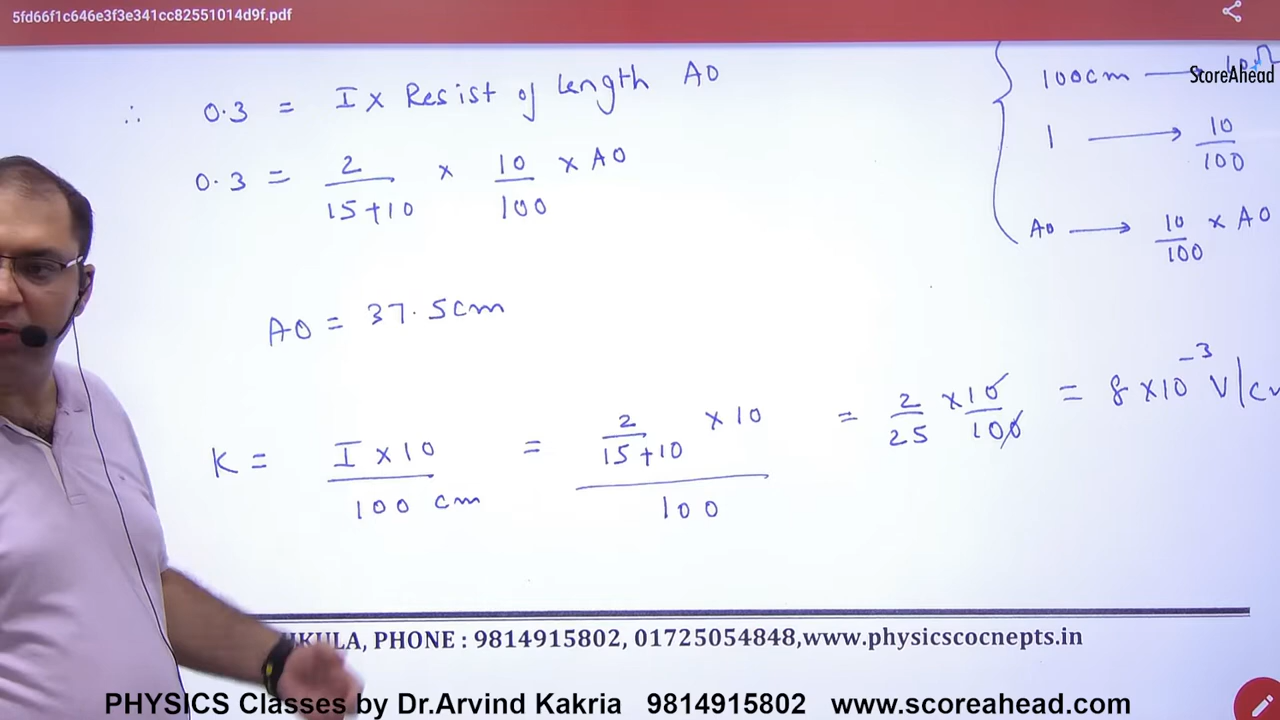 5fd66f1c646e3f3e341cc82551014d9f.pdf
ScoreAhead
∴ 0.3 = I x Resist of length AO
100cm ⟶ 10Ω
1 ⟶ 10/100
0.3 = 2/(15+10) x 10/100 x AO
AO ⟶ 10/100 x AO
AO = 37.5cm
K = (I x 10)/(100 cm) = (2/(15+10) x 10)/100 = 2/25 x 10/100 = 8 x 10⁻³ V/cm
KULA, PHONE : 9814915802, 01725054848,www.physicscocnepts.in
PHYSICS Classes by Dr.Arvind Kakria 9814915802 www.scoreahead.com